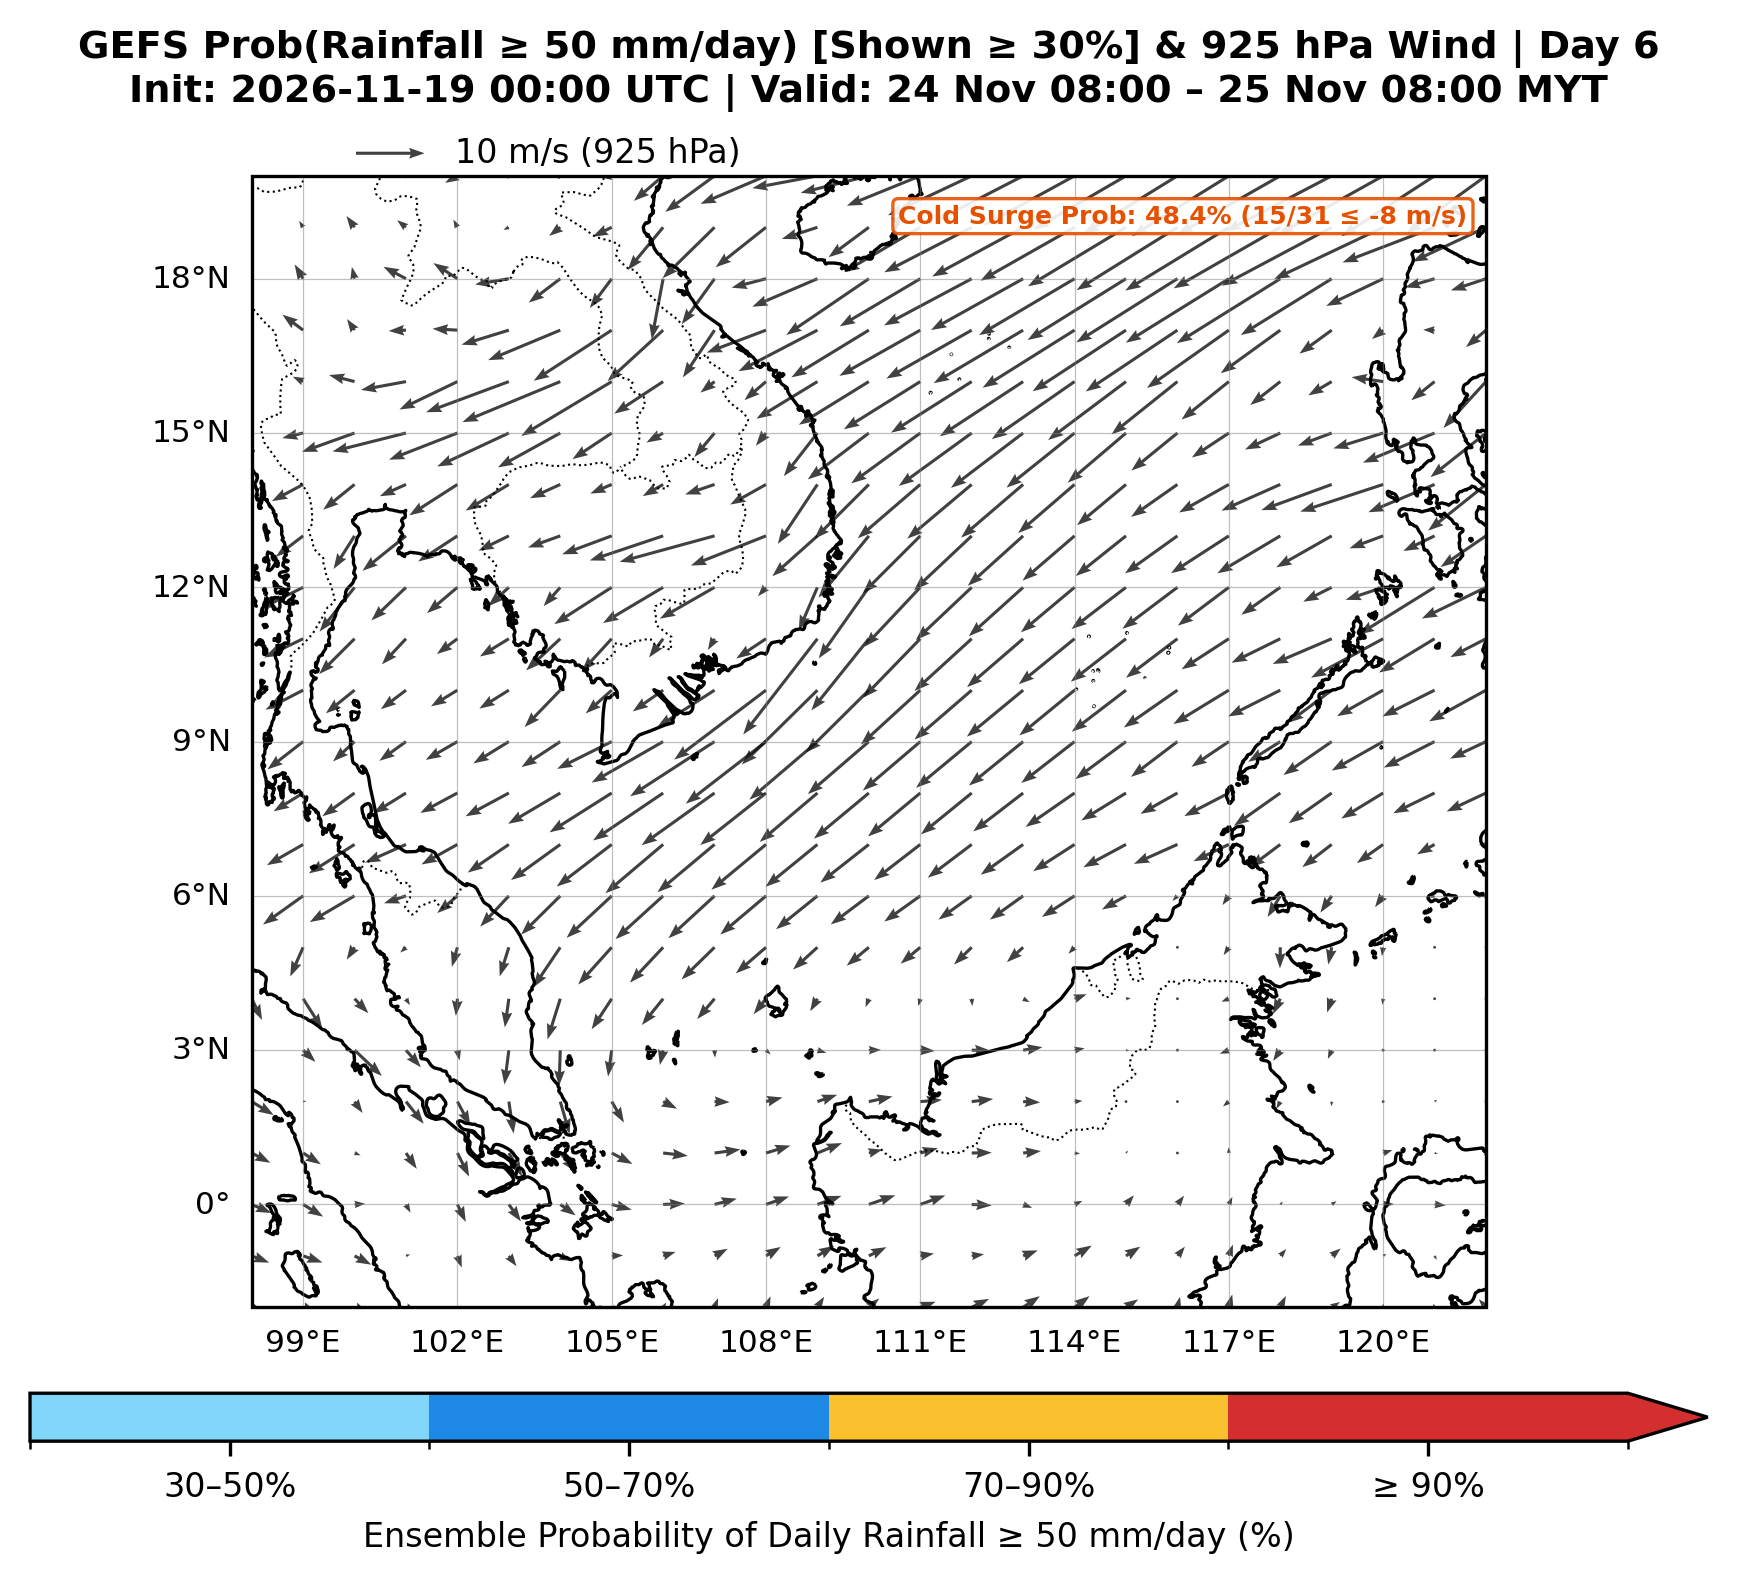 GEFS Prob(Rainfall ≥ 50 mm/day) [Shown ≥ 30%] & 925 hPa Wind | Day 6
Init: 2026-11-19 00:00 UTC | Valid: 24 Nov 08:00 – 25 Nov 08:00 MYT
10 m/s (925 hPa)
Cold Surge Prob: 48.4% (15/31 ≤ -8 m/s)
18°N
15°N
12°N
9°N
6°N
3°N
0°
99°E 102°E 105°E 108°E 111°E 114°E 117°E 120°E
30–50% 50–70% 70–90% ≥ 90%
Ensemble Probability of Daily Rainfall ≥ 50 mm/day (%)